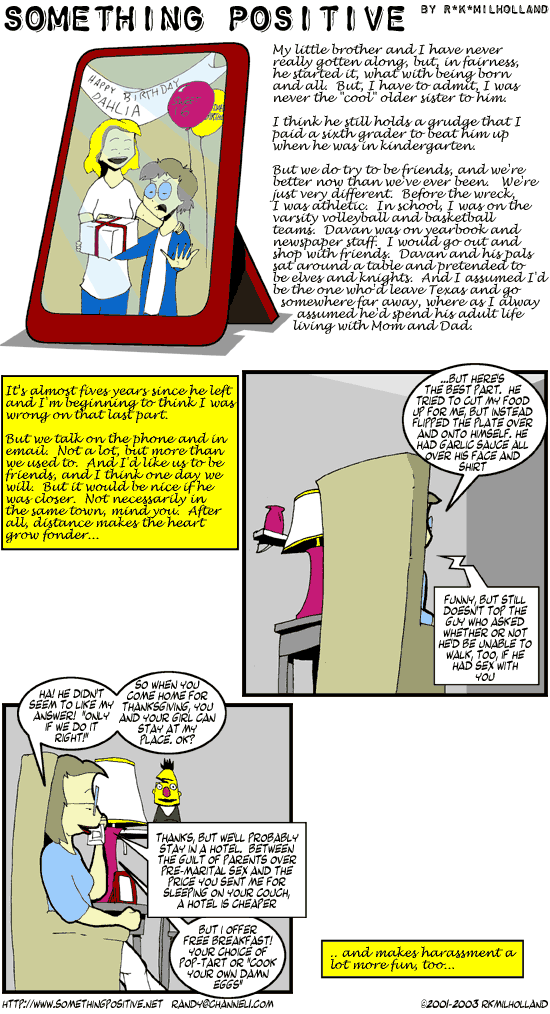 SOMETHING POSITIVE BY R*K*MILHOLLAND
HAPPY BIRTHDAY
DAHLIA
My little brother and I have never
really gotten along, but, in fairness,
he started it, what with being born
and all. But, I have to admit, I was
never the "cool" older sister to him.
I think he still holds a grudge that I
paid a sixth grader to beat him up
when he was in kindergarten.
But we do try to be friends, and we're
better now than we've ever been. We're
just very different. Before the wreck,
I was athletic. In school, I was on the
varsity volleyball and basketball
teams. Davan was on yearbook and
newspaper staff. I would go out and
shop with friends. Davan and his pals
sat around a table and pretended to
be elves and knights. And I assumed I'd
be the one who'd leave Texas and go
somewhere far away, where as I alway
assumed he'd spend his adult life
living with Mom and Dad.
It's almost fives years since he left
and I'm beginning to think I was
wrong on that last part.
But we talk on the phone and in
email. Not a lot, but more than
we used to. And I'd like us to be
friends, and I think one day we
will. But it would be nice if he
was closer. Not necessarily in
the same town, mind you. After
all, distance makes the heart
grow fonder...
...BUT HERE'S
THE BEST PART. HE
TRIED TO CUT MY FOOD
UP FOR ME, BUT INSTEAD
FLIPPED THE PLATE OVER
AND ONTO HIMSELF. HE
HAD GARLIC SAUCE ALL
OVER HIS FACE AND
SHIRT
FUNNY, BUT STILL
DOESN'T TOP THE
GUY WHO ASKED
WHETHER OR NOT
HE'D BE UNABLE TO
WALK, TOO, IF HE
HAD SEX WITH
YOU
HA! HE DIDN'T
SEEM TO LIKE MY
ANSWER! "ONLY
IF WE DO IT
RIGHT!"
SO WHEN YOU
COME HOME FOR
THANKSGIVING, YOU
AND YOUR GIRL CAN
STAY AT MY
PLACE. OK?
THANKS, BUT WE'LL PROBABLY
STAY IN A HOTEL. BETWEEN
THE GUILT OF PARENTS OVER
PRE-MARITAL SEX AND THE
PRICE YOU SENT ME FOR
SLEEPING ON YOUR COUCH,
A HOTEL IS CHEAPER
BUT I OFFER
FREE BREAKFAST!
YOUR CHOICE OF
POP-TART OR "COOK
YOUR OWN DAMN
EGGS"
.. and makes harassment a
lot more fun, too...
HTTP://WWW.SOMETHINGPOSITIVE.NET RANDY@CHANNEL1.COM ©2001-2003 RKMILHOLLAND